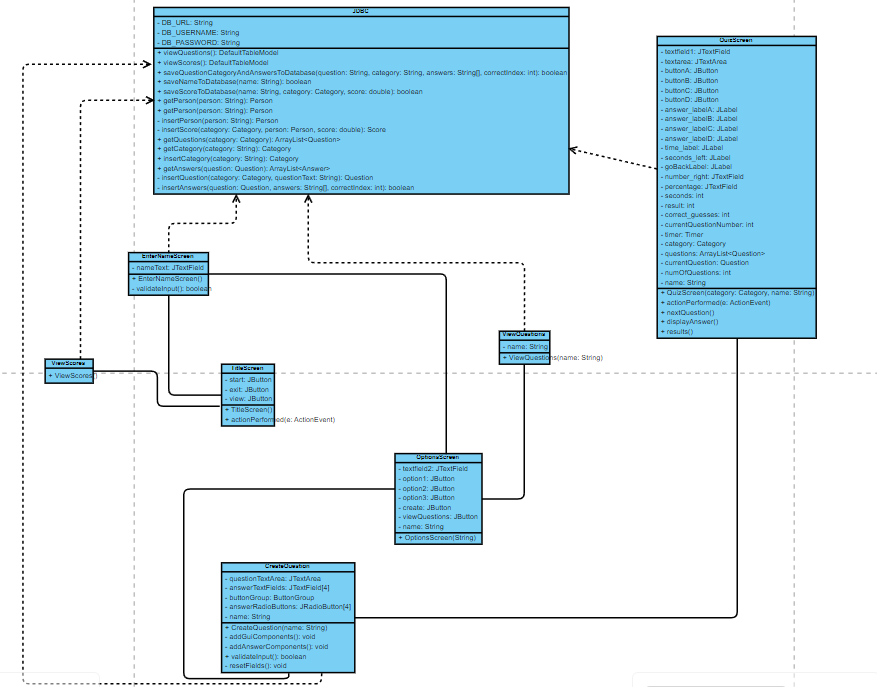 JDBC
- DB_URL: String
- DB_USERNAME: String
- DB_PASSWORD: String
+ viewQuestions(): DefaultTableModel
+ viewScores(): DefaultTableModel
+ saveQuestionCategoryAndAnswersToDatabase(question: String, category: String, answers: String[], correctIndex: int): boolean
+ saveNameToDatabase(name: String): boolean
+ saveScoreToDatabase(name: String, category: Category, score: double): boolean
+ getPerson(person: String): Person
+ getPerson(person: String): Person
- insertPerson(person: String): Person
- insertScore(category: Category, person: Person, score: double): Score
+ getQuestions(category: Category): ArrayList<Question>
+ getCategory(category: String): Category
+ insertCategory(category: String): Category
+ getAnswers(question: Question): ArrayList<Answer>
- insertQuestion(category: Category, questionText: String): Question
- insertAnswers(question: Question, answers: String[], correctIndex: int): boolean
QuizScreen
- textfield1: JTextField
- textarea: JTextArea
- buttonA: JButton
- buttonB: JButton
- buttonC: JButton
- buttonD: JButton
- answer_labelA: JLabel
- answer_labelB: JLabel
- answer_labelC: JLabel
- answer_labelD: JLabel
- time_label: JLabel
- seconds_left: JLabel
- goBackLabel: JLabel
- number_right: JTextField
- percentage: JTextField
- seconds: int
- result: int
- correct_guesses: int
- currentQuestionNumber: int
- timer: Timer
- category: Category
- questions: ArrayList<Question>
- currentQuestion: Question
- numOfQuestions: int
- name: String
+ QuizScreen(category: Category, name: String)
+ actionPerformed(e: ActionEvent)
+ nextQuestion()
+ displayAnswer()
+ results()
EnterNameScreen
- nameText: JTextField
+ EnterNameScreen()
- validateInput(): boolean
ViewQuestions
- name: String
+ ViewQuestions(name: String)
ViewScores
+ ViewScores()
TitleScreen
- start: JButton
- exit: JButton
- view: JButton
+ TitleScreen()
+ actionPerformed(e: ActionEvent)
OptionsScreen
- textfield2: JTextField
- option1: JButton
- option2: JButton
- option3: JButton
- create: JButton
- viewQuestions: JButton
- name: String
+ OptionsScreen(String)
CreateQuestion
- questionTextArea: JTextArea
- answerTextFields: JTextField[4]
- buttonGroup: ButtonGroup
- answerRadioButtons: JRadioButton[4]
- name: String
+ CreateQuestion(name: String)
- addGuiComponents(): void
- addAnswerComponents(): void
+ validateInput(): boolean
- resetFields(): void